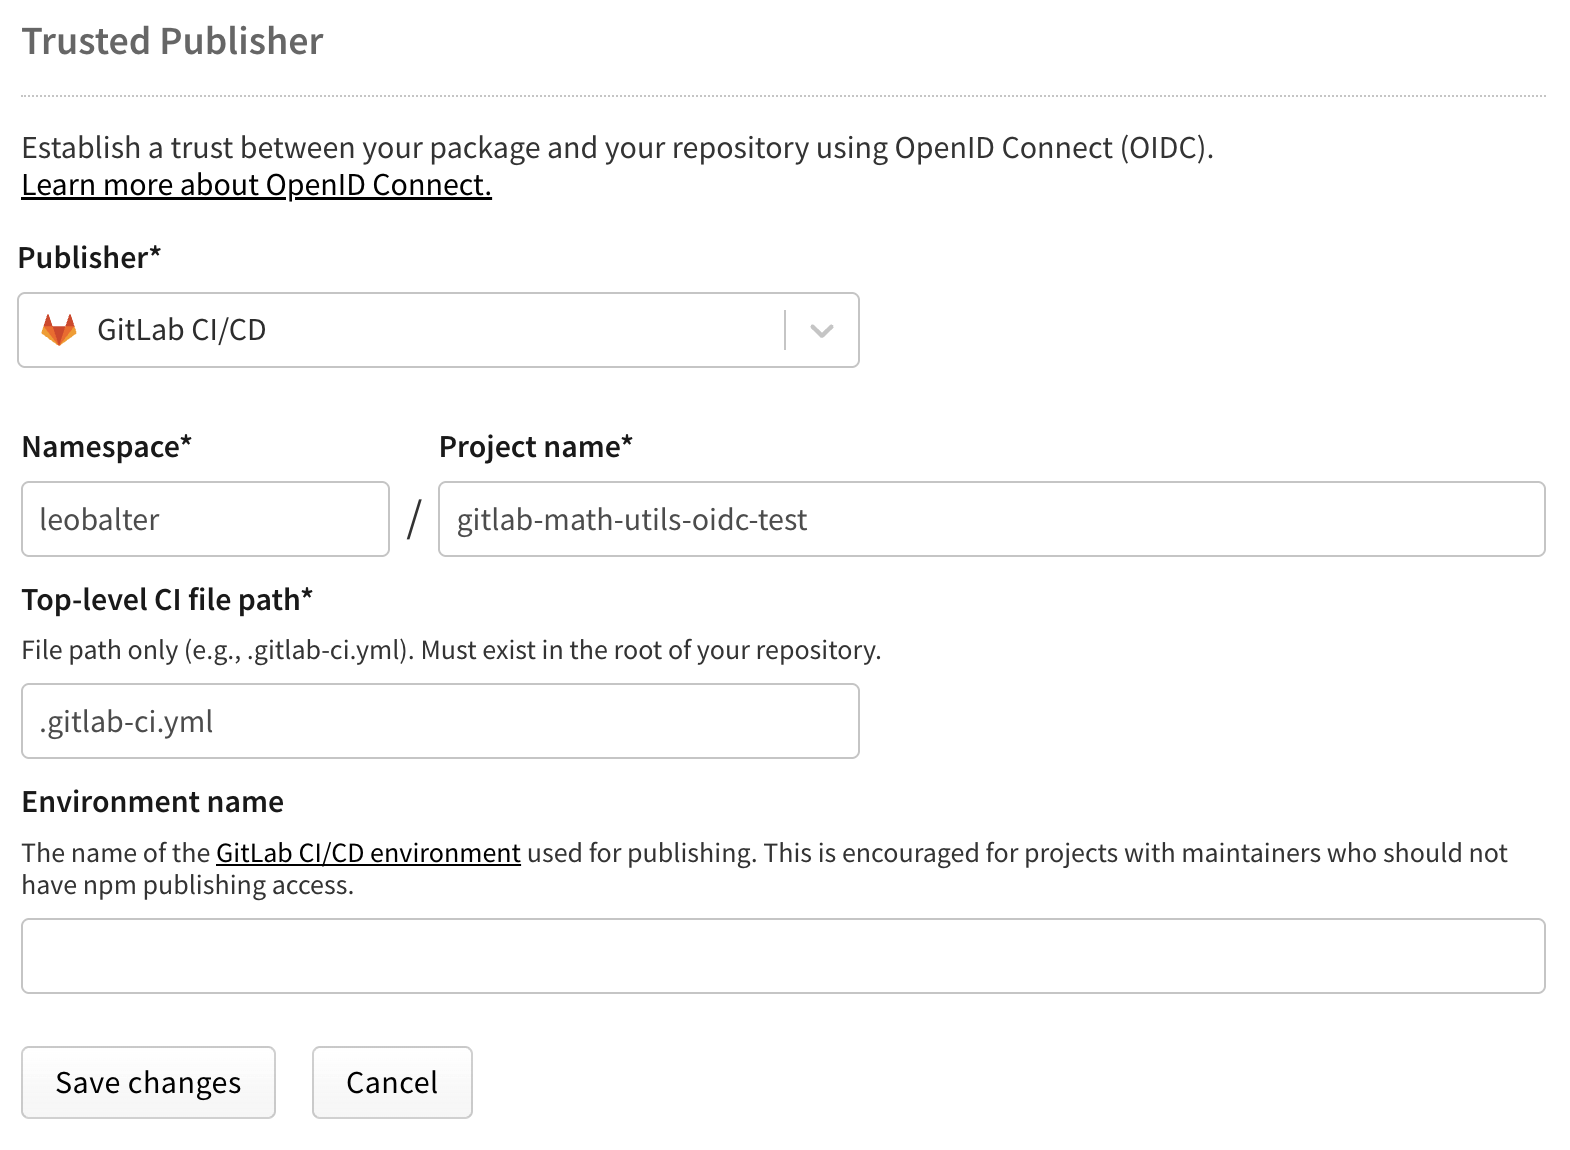 Trusted Publisher
Establish a trust between your package and your repository using OpenID Connect (OIDC).
Learn more about OpenID Connect.
Publisher*
GitLab CI/CD
Namespace*
Project name*
leobalter
/
gitlab-math-utils-oidc-test
Top-level CI file path*
File path only (e.g., .gitlab-ci.yml). Must exist in the root of your repository.
.gitlab-ci.yml
Environment name
The name of the GitLab CI/CD environment used for publishing. This is encouraged for projects with maintainers who should not
have npm publishing access.
Save changes
Cancel